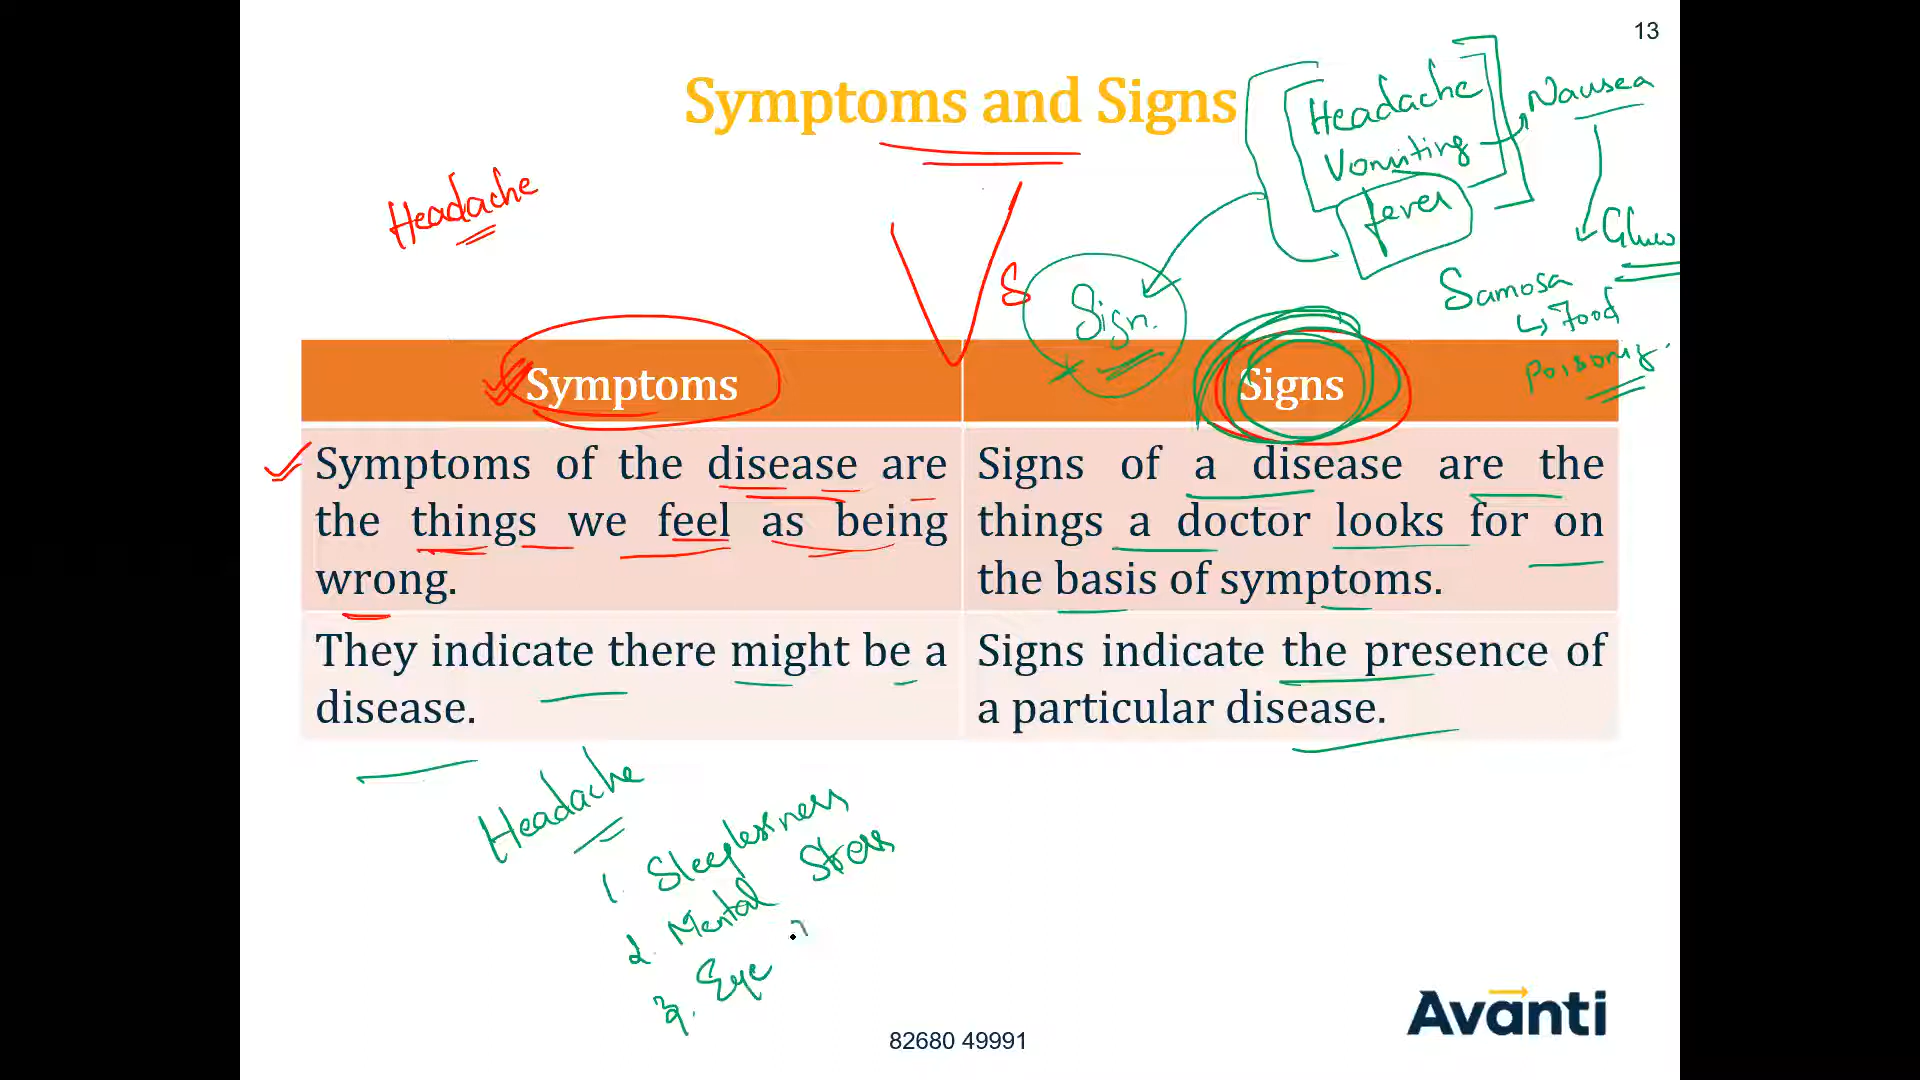 13
Symptoms and Signs
Headache
Vomiting
Nausea
fever
Headache
Gluco
Samosa
Food
Poisoning.
VS
Sign.
Symptoms
Signs
Symptoms of the disease are
the things we feel as being
wrong.
Signs of a disease are the
things a doctor looks for on
the basis of symptoms.
They indicate there might be a
disease.
Signs indicate the presence of
a particular disease.
Headache
1. Sleeplessness
2. Mental Stress
3. Eye
Avanti
82680 49991